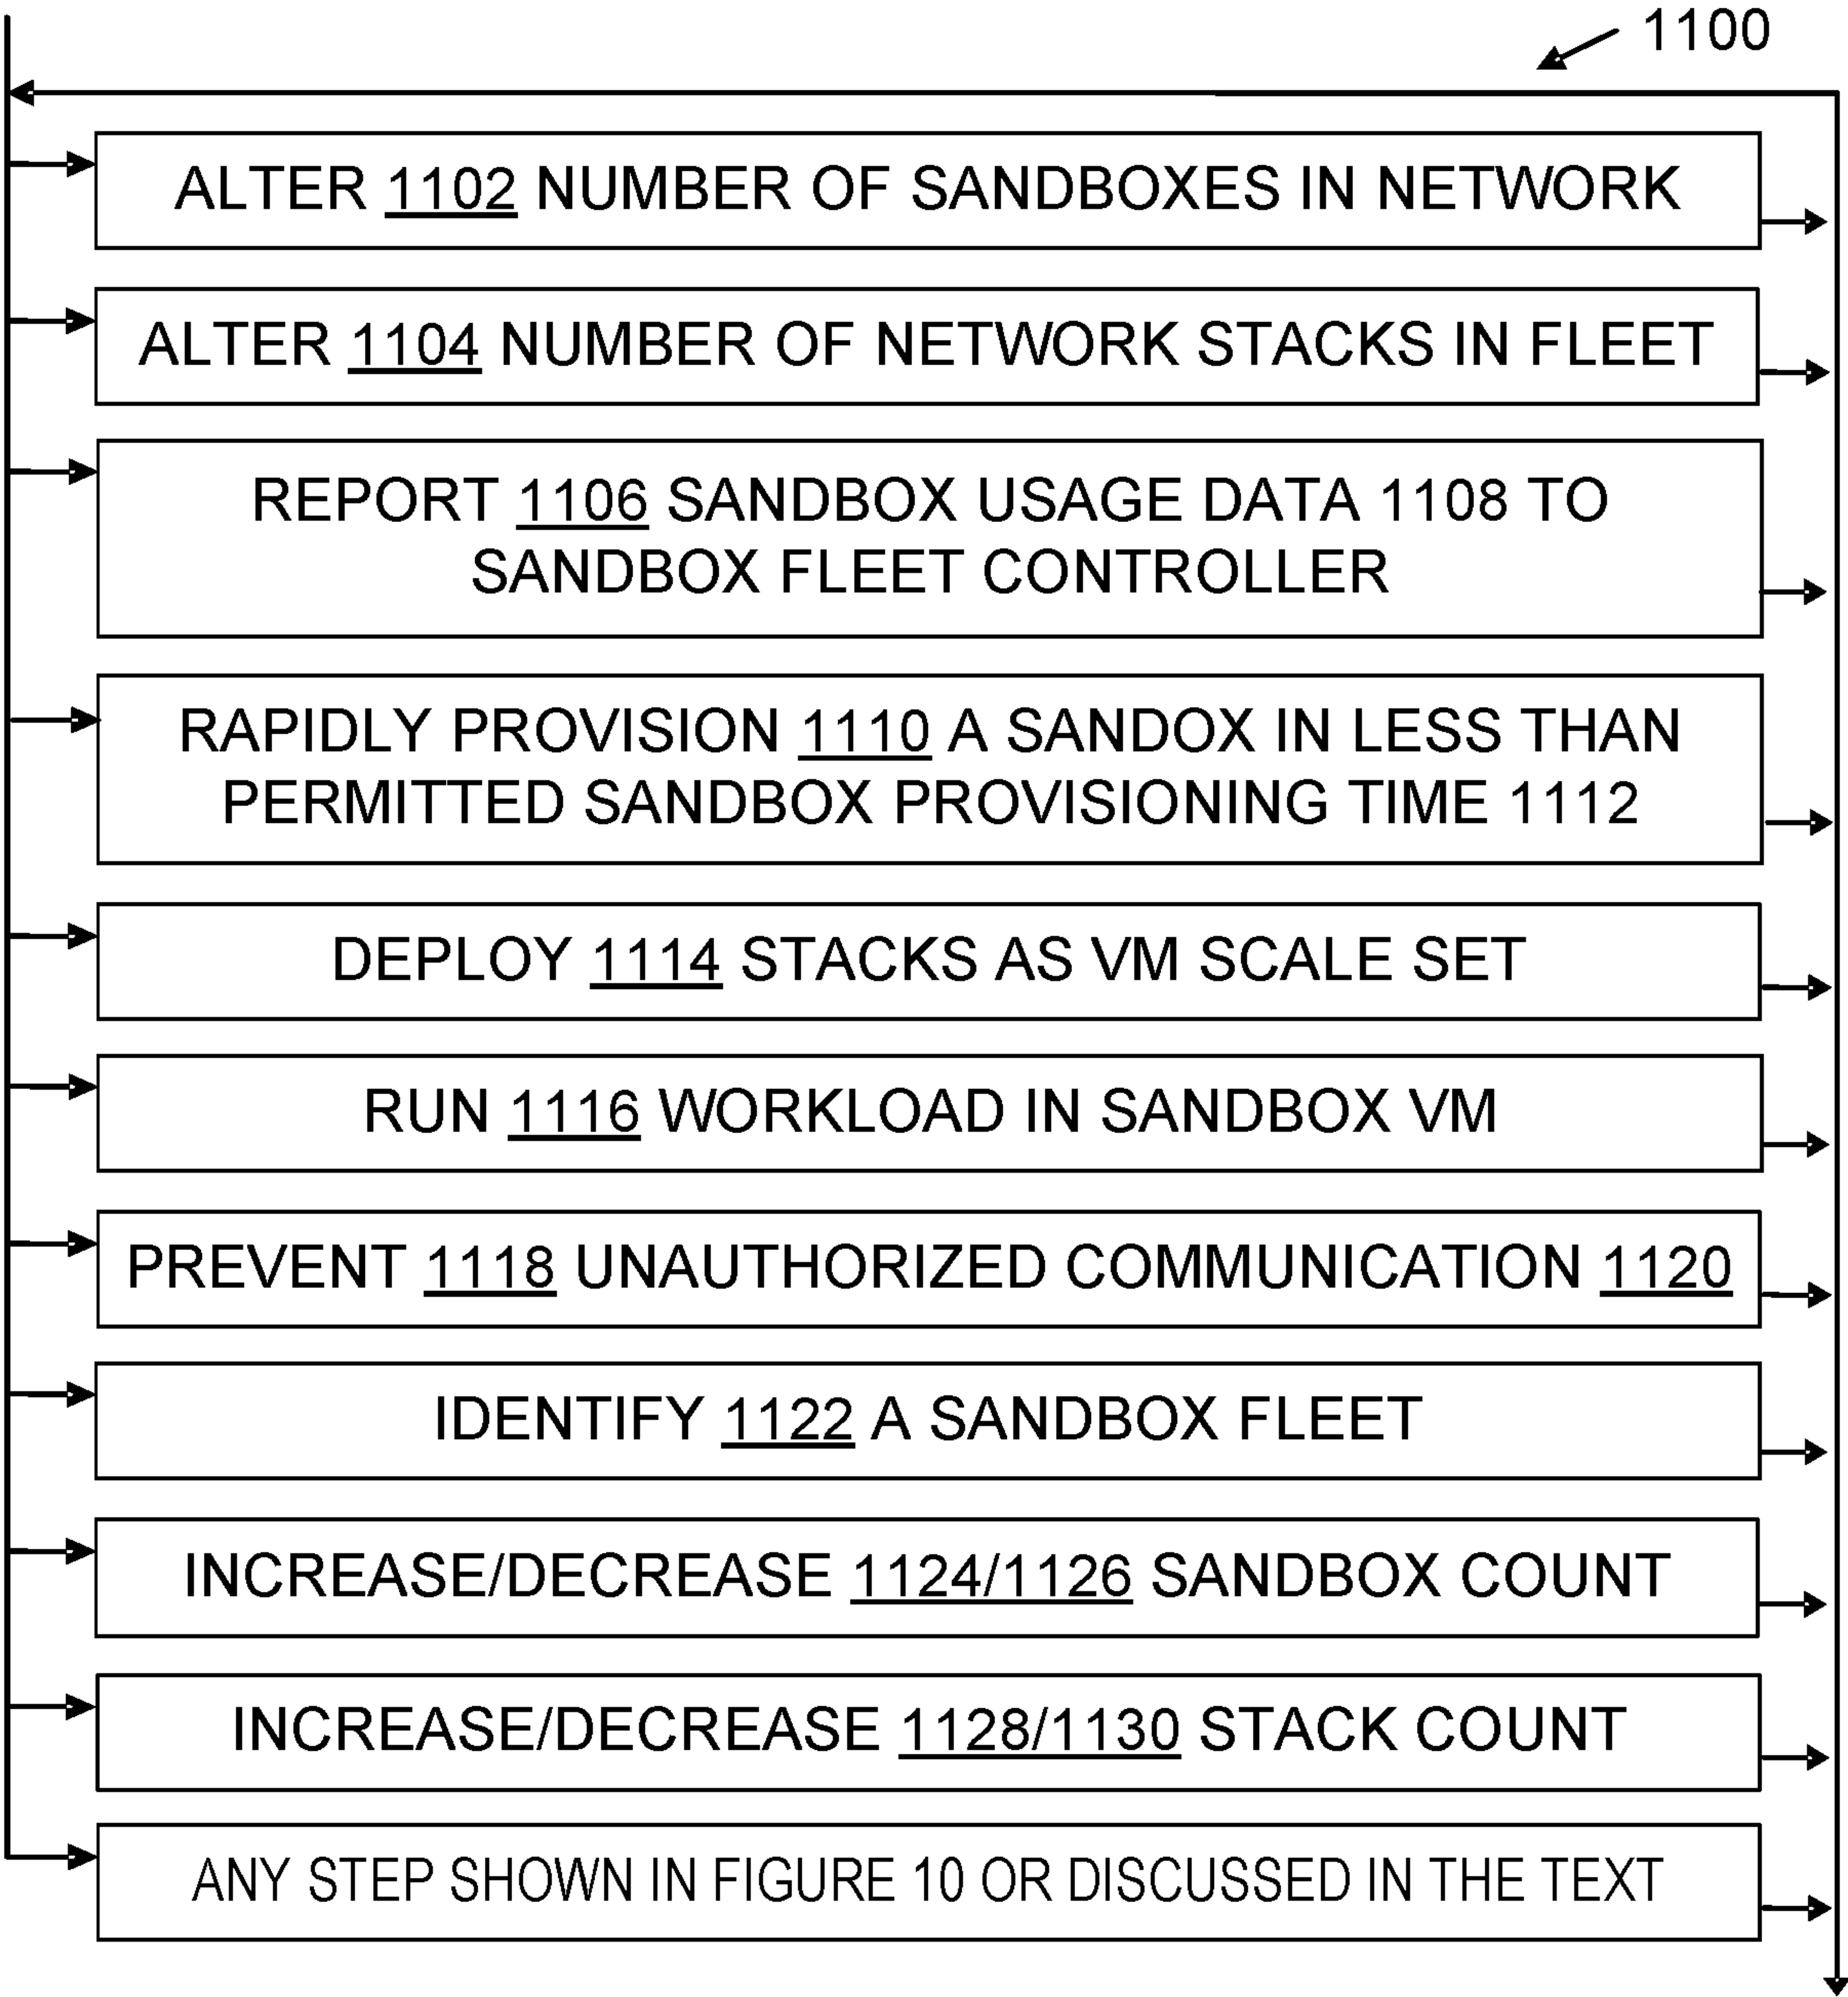 1100
ALTER 1102 NUMBER OF SANDBOXES IN NETWORK
ALTER 1104 NUMBER OF NETWORK STACKS IN FLEET
REPORT 1106 SANDBOX USAGE DATA 1108 TO
SANDBOX FLEET CONTROLLER
RAPIDLY PROVISION 1110 A SANDOX IN LESS THAN
PERMITTED SANDBOX PROVISIONING TIME 1112
DEPLOY 1114 STACKS AS VM SCALE SET
RUN 1116 WORKLOAD IN SANDBOX VM
PREVENT 1118 UNAUTHORIZED COMMUNICATION 1120
IDENTIFY 1122 A SANDBOX FLEET
INCREASE/DECREASE 1124/1126 SANDBOX COUNT
INCREASE/DECREASE 1128/1130 STACK COUNT
ANY STEP SHOWN IN FIGURE 10 OR DISCUSSED IN THE TEXT